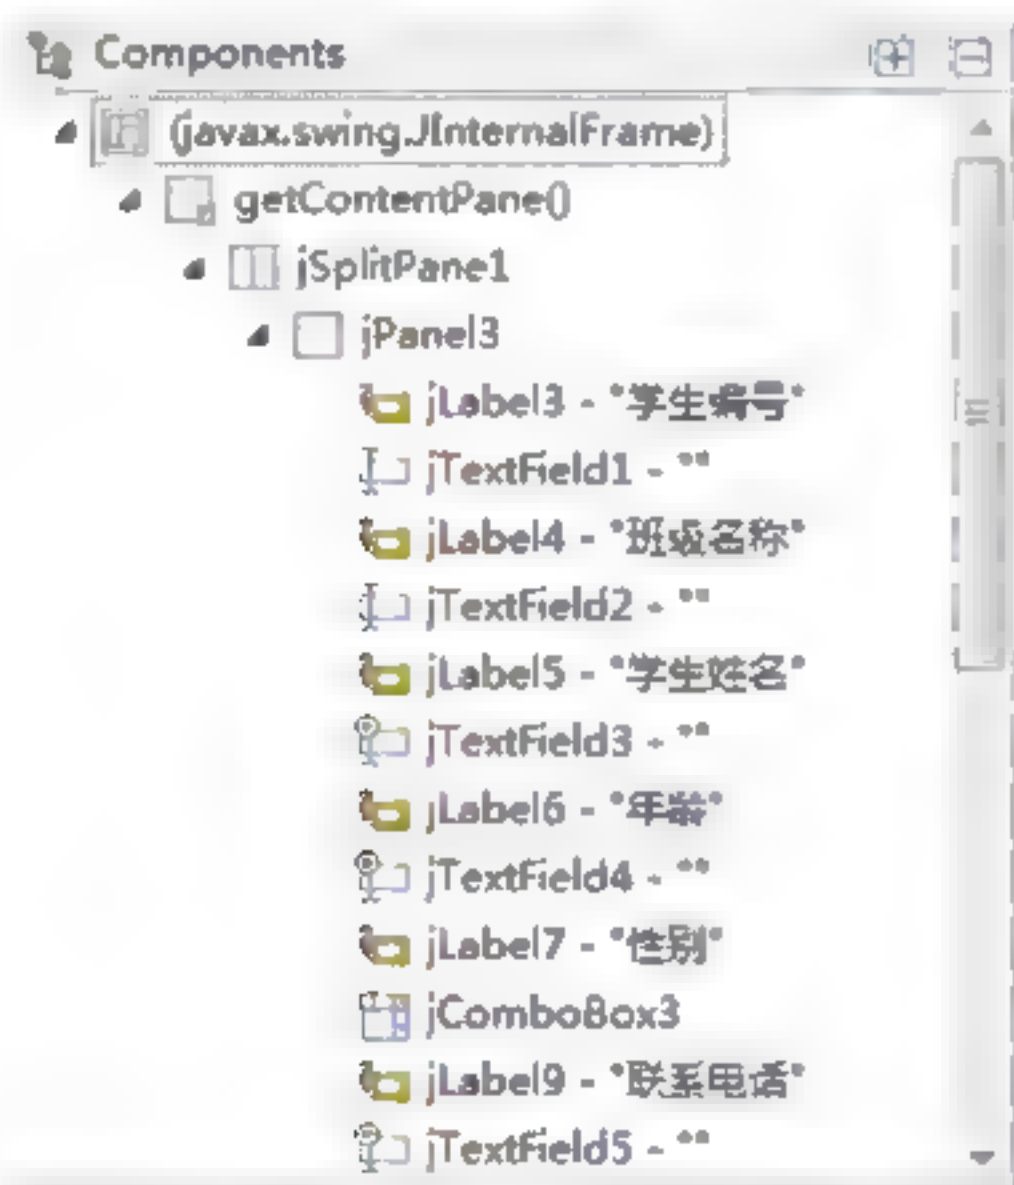 Components
(javax.swing.JInternalFrame)
getContentPane()
jSplitPane1
jPanel3
jLabel3 - "学生编号"
jTextField1 - ""
jLabel4 - "班级名称"
jTextField2 - ""
jLabel5 - "学生姓名"
jTextField3 - ""
jLabel6 - "年龄"
jTextField4 - ""
jLabel7 - "性别"
jComboBox3
jLabel9 - "联系电话"
jTextField5 - ""